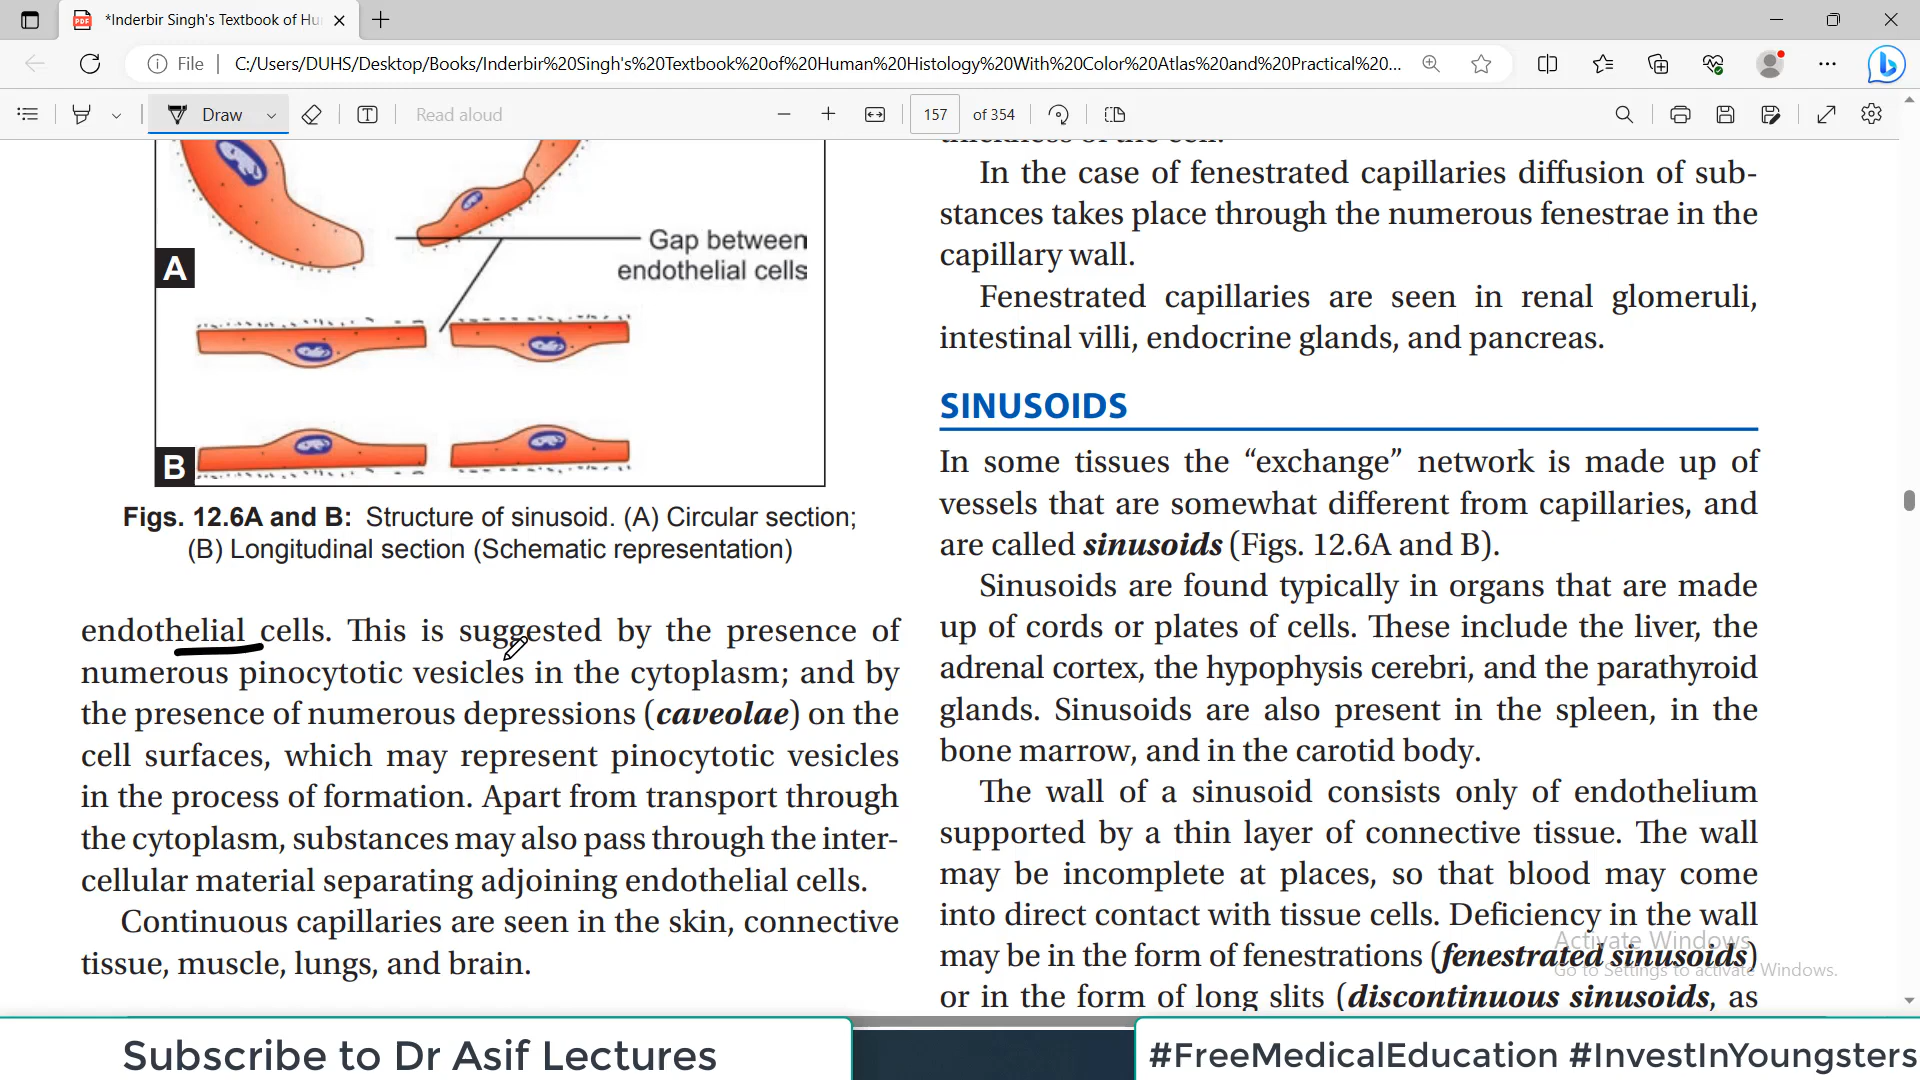 *Inderbir Singh's Textbook of Hu
File
C:/Users/DUHS/Desktop/Books/Inderbir%20Singh's%20Textbook%20of%20Human%20Histology%20With%20Color%20Atlas%20and%20Practical%20...
Draw
Read aloud
157 of 354
A
Gap between
endothelial cells
B
Figs. 12.6A and B: Structure of sinusoid. (A) Circular section;
(B) Longitudinal section (Schematic representation)
endothelial cells. This is suggested by the presence of
numerous pinocytotic vesicles in the cytoplasm; and by
the presence of numerous depressions (caveolae) on the
cell surfaces, which may represent pinocytotic vesicles
in the process of formation. Apart from transport through
the cytoplasm, substances may also pass through the inter-
cellular material separating adjoining endothelial cells.
Continuous capillaries are seen in the skin, connective
tissue, muscle, lungs, and brain.
In the case of fenestrated capillaries diffusion of sub-
stances takes place through the numerous fenestrae in the
capillary wall.
Fenestrated capillaries are seen in renal glomeruli,
intestinal villi, endocrine glands, and pancreas.
SINUSOIDS
In some tissues the “exchange” network is made up of
vessels that are somewhat different from capillaries, and
are called sinusoids (Figs. 12.6A and B).
Sinusoids are found typically in organs that are made
up of cords or plates of cells. These include the liver, the
adrenal cortex, the hypophysis cerebri, and the parathyroid
glands. Sinusoids are also present in the spleen, in the
bone marrow, and in the carotid body.
The wall of a sinusoid consists only of endothelium
supported by a thin layer of connective tissue. The wall
may be incomplete at places, so that blood may come
into direct contact with tissue cells. Deficiency in the wall
may be in the form of fenestrations (fenestrated sinusoids)
or in the form of long slits (discontinuous sinusoids, as
Activate Windows
Go to Settings to activate Windows.
Subscribe to Dr Asif Lectures
#FreeMedicalEducation #InvestInYoungsters